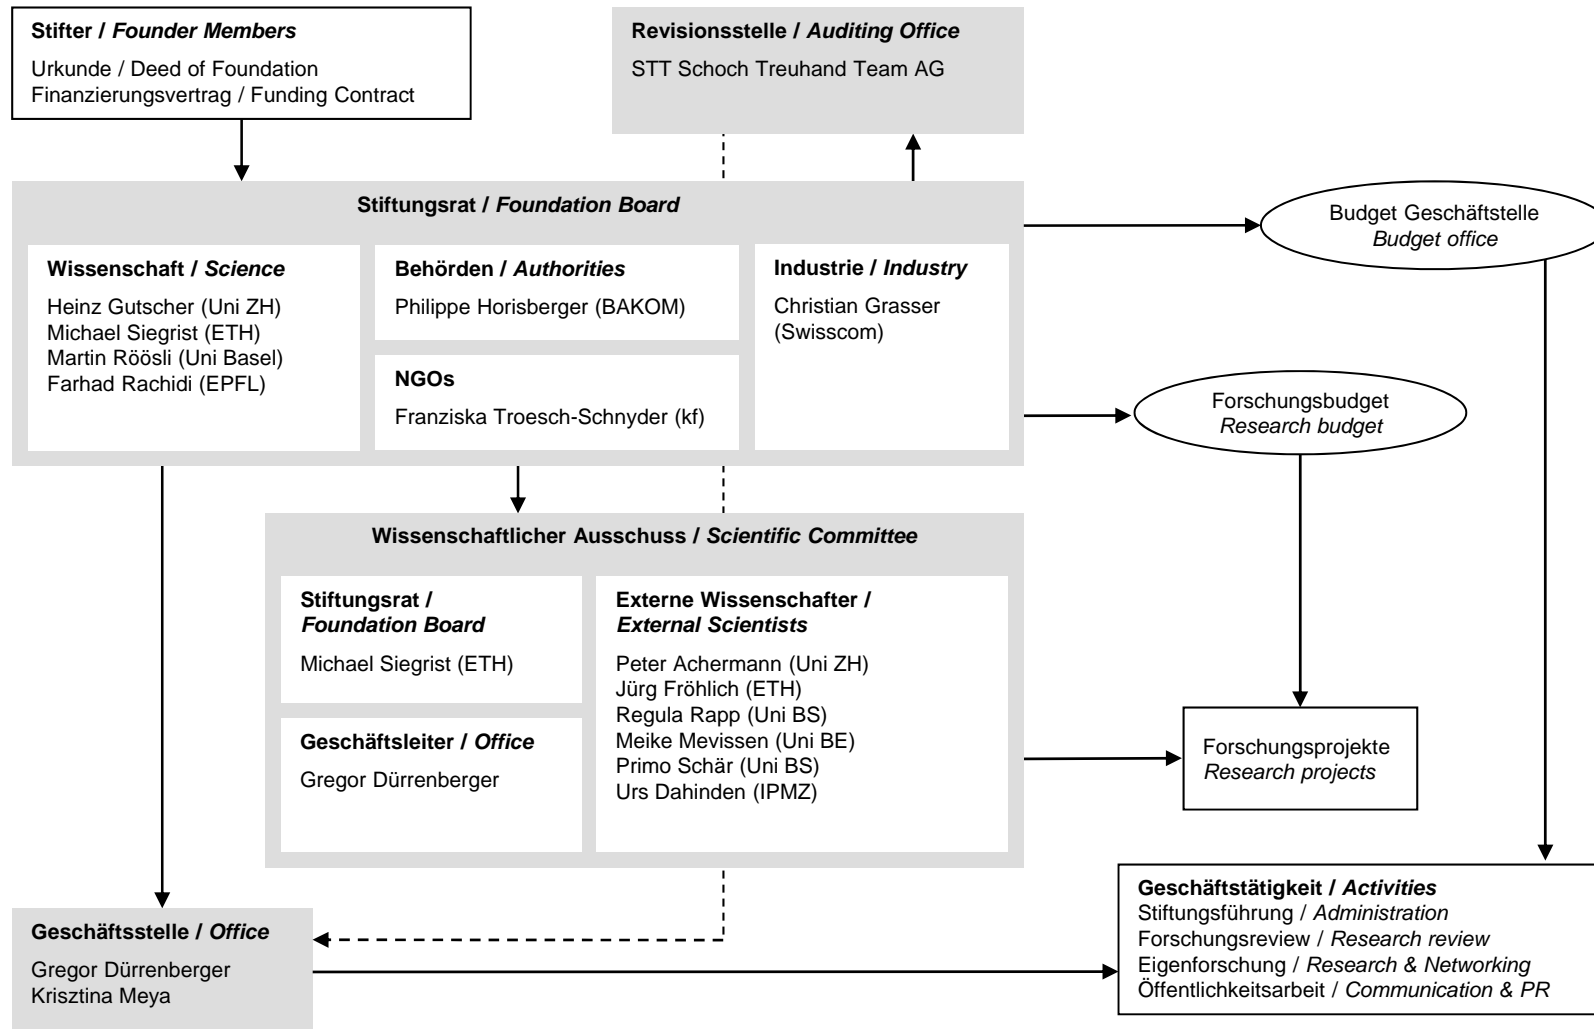 Stifter / Founder Members
Urkunde / Deed of Foundation
Finanzierungsvertrag / Funding Contract
Revisionsstelle / Auditing Office
STT Schoch Treuhand Team AG
Stiftungsrat / Foundation Board
Wissenschaft / Science
Heinz Gutscher (Uni ZH)
Michael Siegrist (ETH)
Martin Röösli (Uni Basel)
Farhad Rachidi (EPFL)
Behörden / Authorities
Philippe Horisberger (BAKOM)
NGOs
Franziska Troesch-Schnyder (kf)
Industrie / Industry
Christian Grasser
(Swisscom)
Budget Geschäftstelle
Budget office
Forschungsbudget
Research budget
Wissenschaftlicher Ausschuss / Scientific Committee
Stiftungsrat /
Foundation Board
Michael Siegrist (ETH)
Geschäftsleiter / Office
Gregor Dürrenberger
Externe Wissenschafter /
External Scientists
Peter Achermann (Uni ZH)
Jürg Fröhlich (ETH)
Regula Rapp (Uni BS)
Meike Mevissen (Uni BE)
Primo Schär (Uni BS)
Urs Dahinden (IPMZ)
Forschungsprojekte
Research projects
Geschäftsstelle / Office
Gregor Dürrenberger
Krisztina Meya
Geschäftstätigkeit / Activities
Stiftungsführung / Administration
Forschungsreview / Research review
Eigenforschung / Research & Networking
Öffentlichkeitsarbeit / Communication & PR